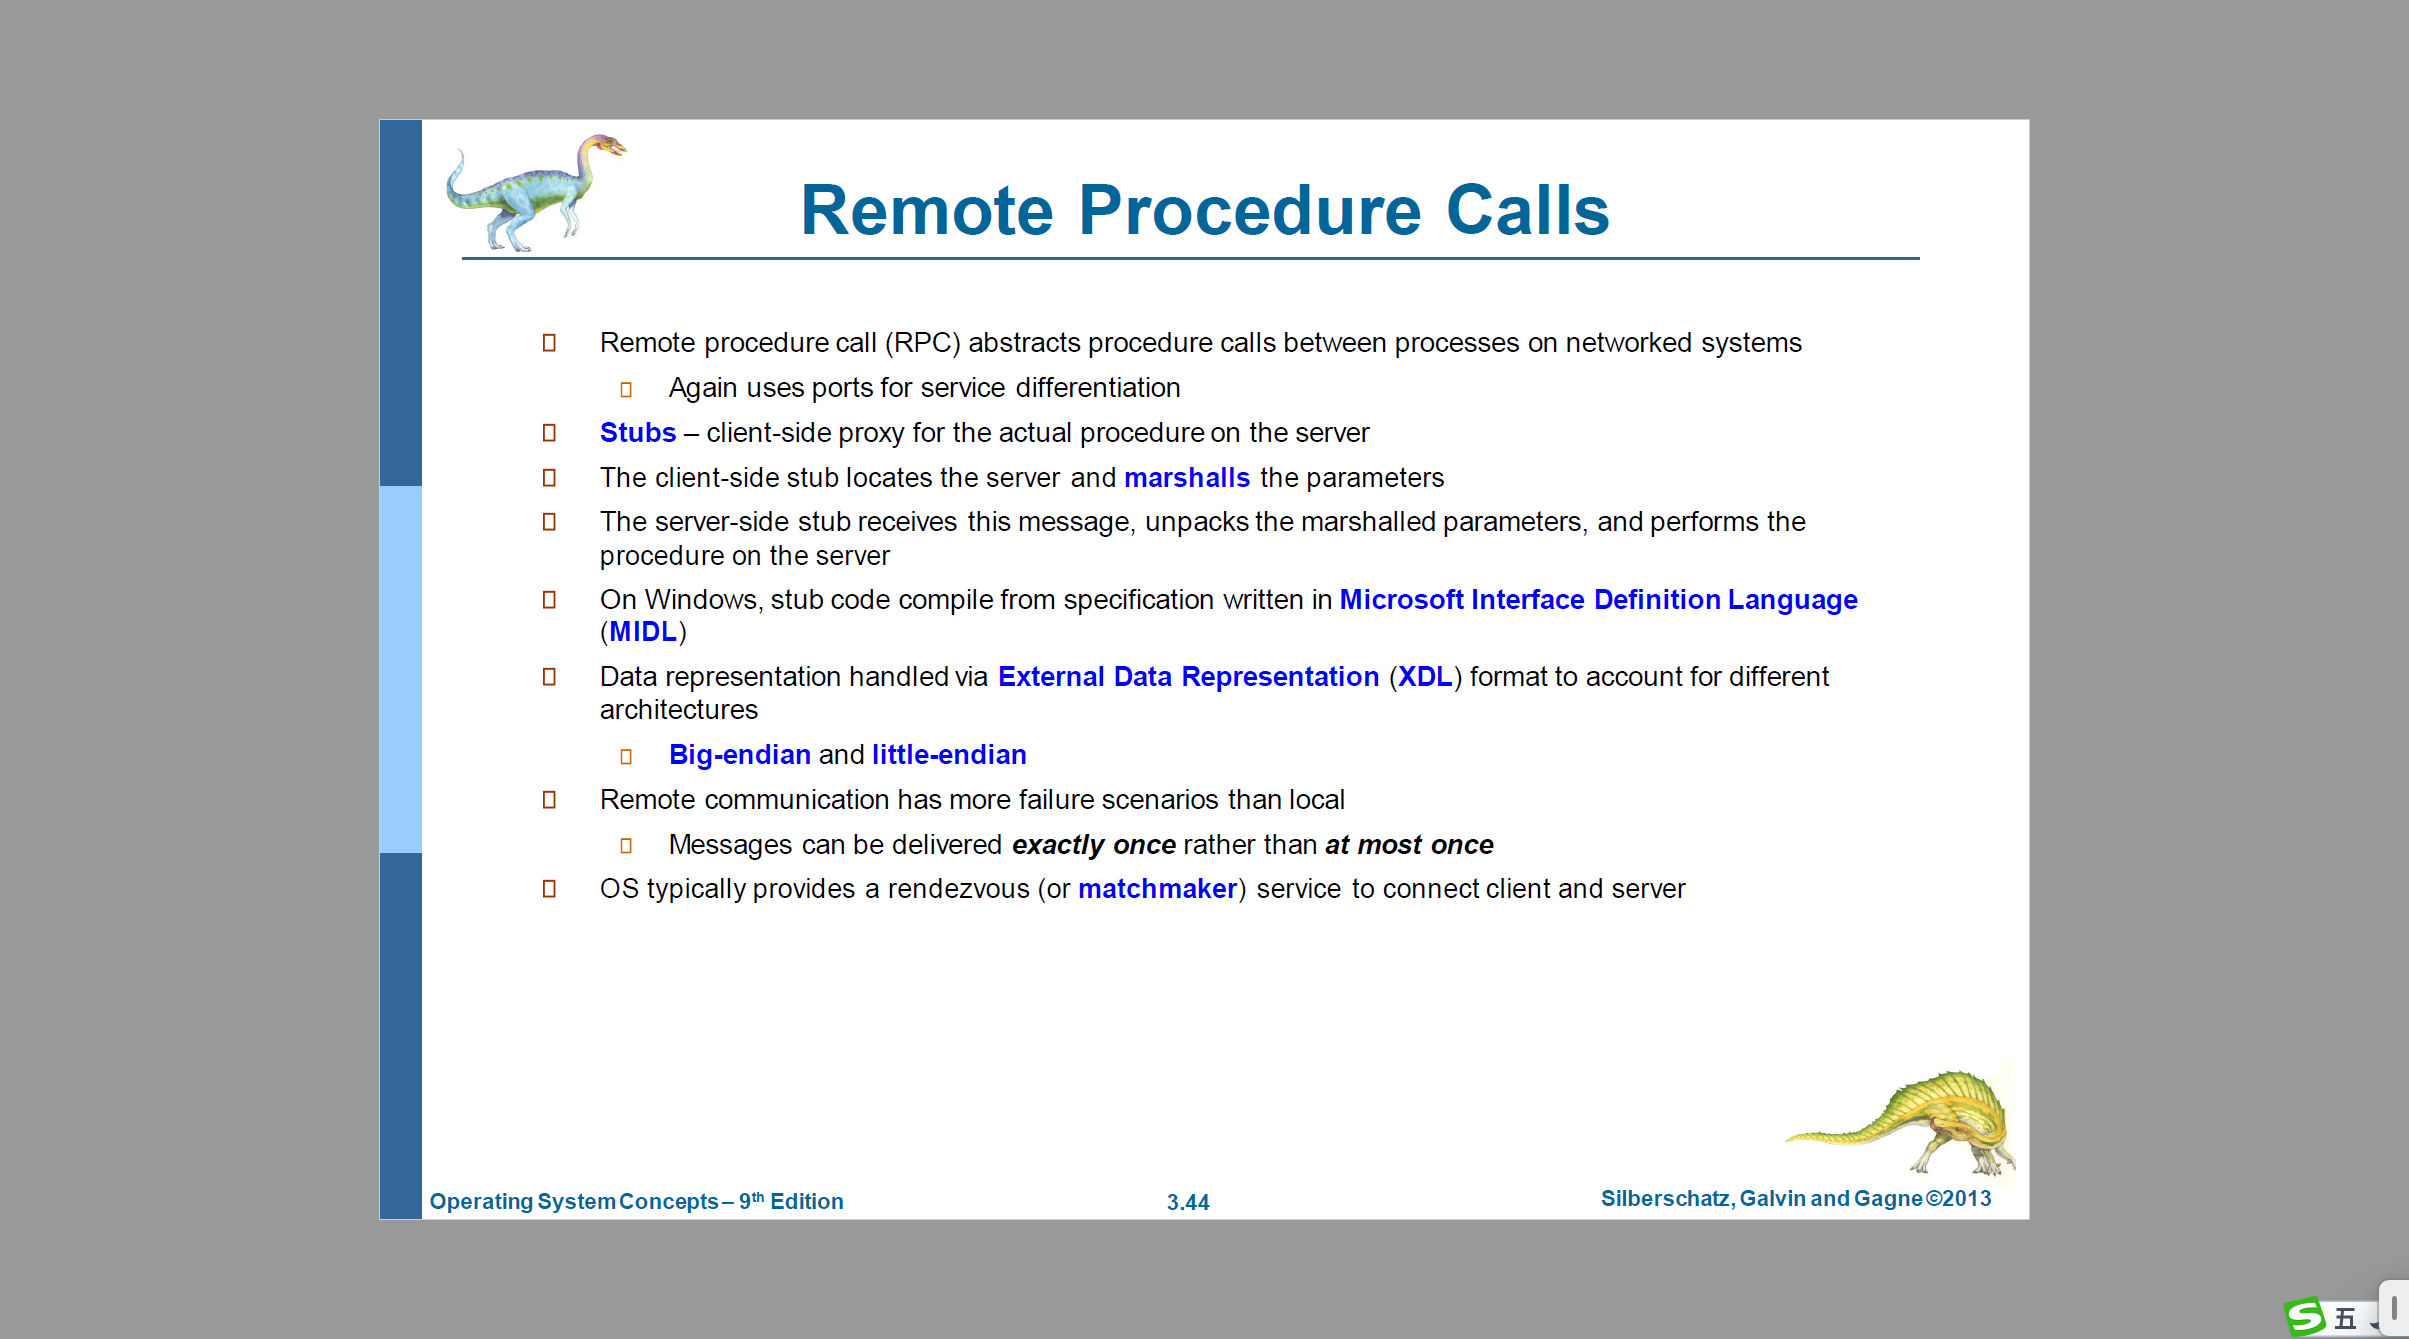 Remote Procedure Calls
Remote procedure call (RPC) abstracts procedure calls between processes on networked systems
Again uses ports for service differentiation
Stubs – client-side proxy for the actual procedure on the server
The client-side stub locates the server and marshalls the parameters
The server-side stub receives this message, unpacks the marshalled parameters, and performs the
procedure on the server
On Windows, stub code compile from specification written in Microsoft Interface Definition Language
(MIDL)
Data representation handled via External Data Representation (XDL) format to account for different
architectures
Big-endian and little-endian
Remote communication has more failure scenarios than local
Messages can be delivered exactly once rather than at most once
OS typically provides a rendezvous (or matchmaker) service to connect client and server
Operating System Concepts – 9th Edition
3.44
Silberschatz, Galvin and Gagne ©2013
S 五